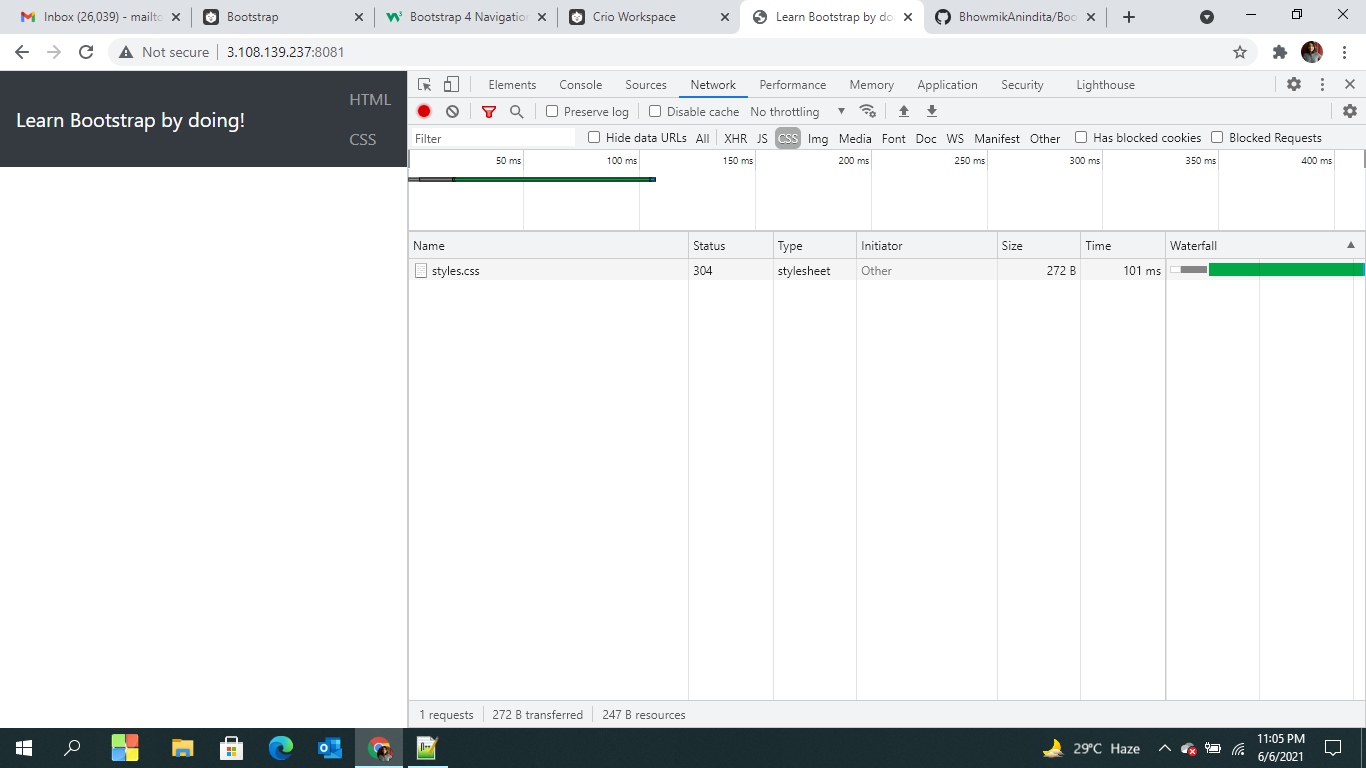 Inbox (26,039) - mailto
Bootstrap
Bootstrap 4 Navigation
Crio Workspace
Learn Bootstrap by do
BhowmikAnindita/Boo
Not secure
3.108.139.237:8081
Learn Bootstrap by doing!
HTML
CSS
Elements Console Sources Network Performance Memory Application Security Lighthouse
Preserve log Disable cache No throttling
Filter Hide data URLs All XHR JS CSS Img Media Font Doc WS Manifest Other Has blocked cookies Blocked Requests
50 ms 100 ms 150 ms 200 ms 250 ms 300 ms 350 ms 400 ms
Name Status Type Initiator Size Time Waterfall
styles.css 304 stylesheet Other 272 B 101 ms
1 requests 272 B transferred 247 B resources
29°C Haze
11:05 PM
6/6/2021